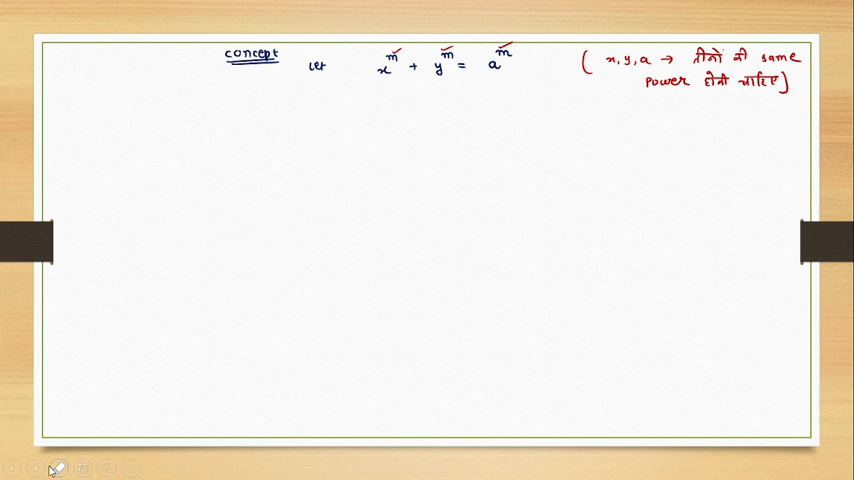 concept
let x^m + y^m = a^m
( x, y, a → तीनों की same
Power होनी चाहिए )